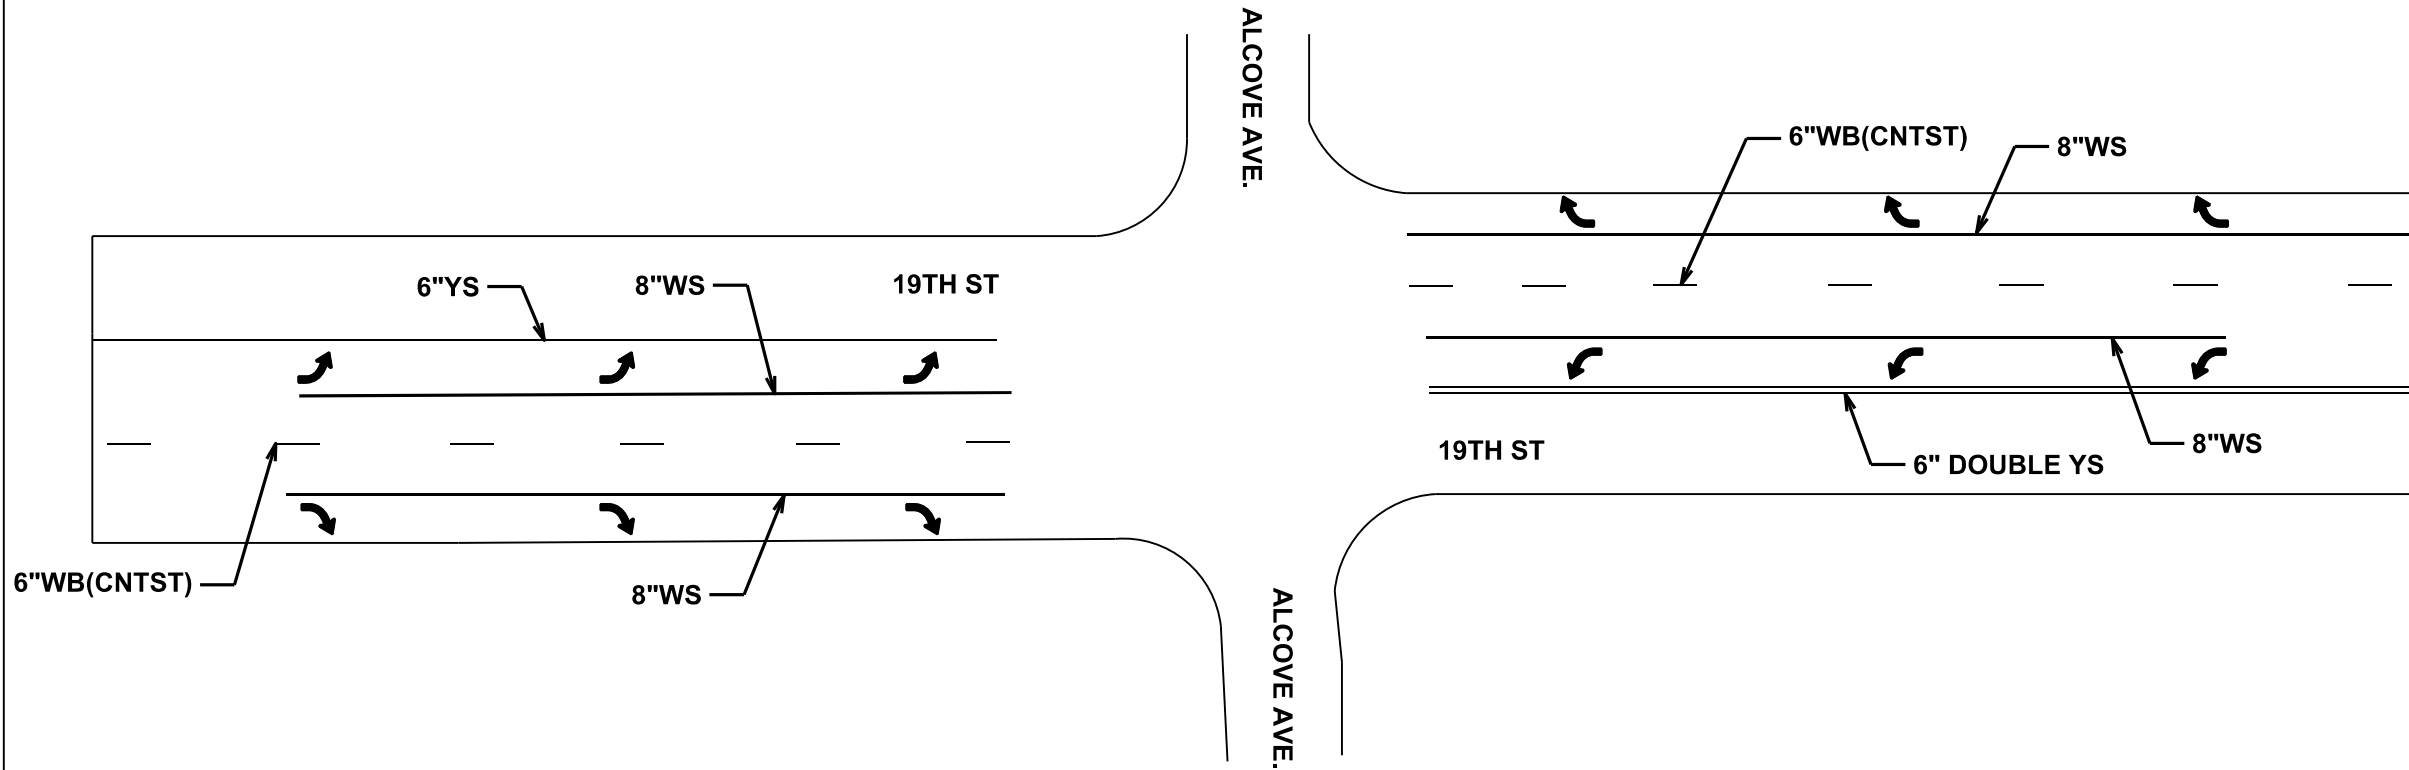 ALCOVE AVE.
6"WB(CNTST)
8"WS
6"YS
8"WS
19TH ST
19TH ST
6" DOUBLE YS
8"WS
6"WB(CNTST)
8"WS
ALCOVE AVE.